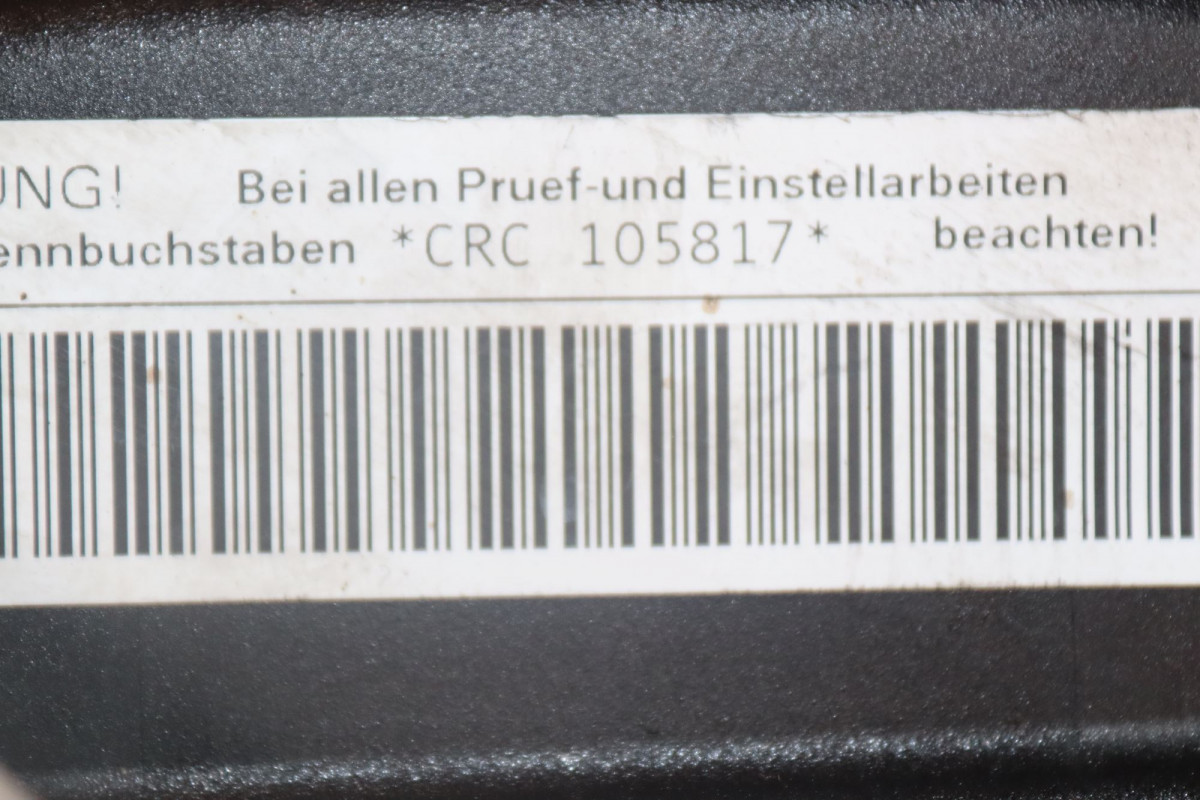 UNG! Bei allen Pruef-und Einstellarbeiten
ennbuchstaben *CRC 105817* beachten!